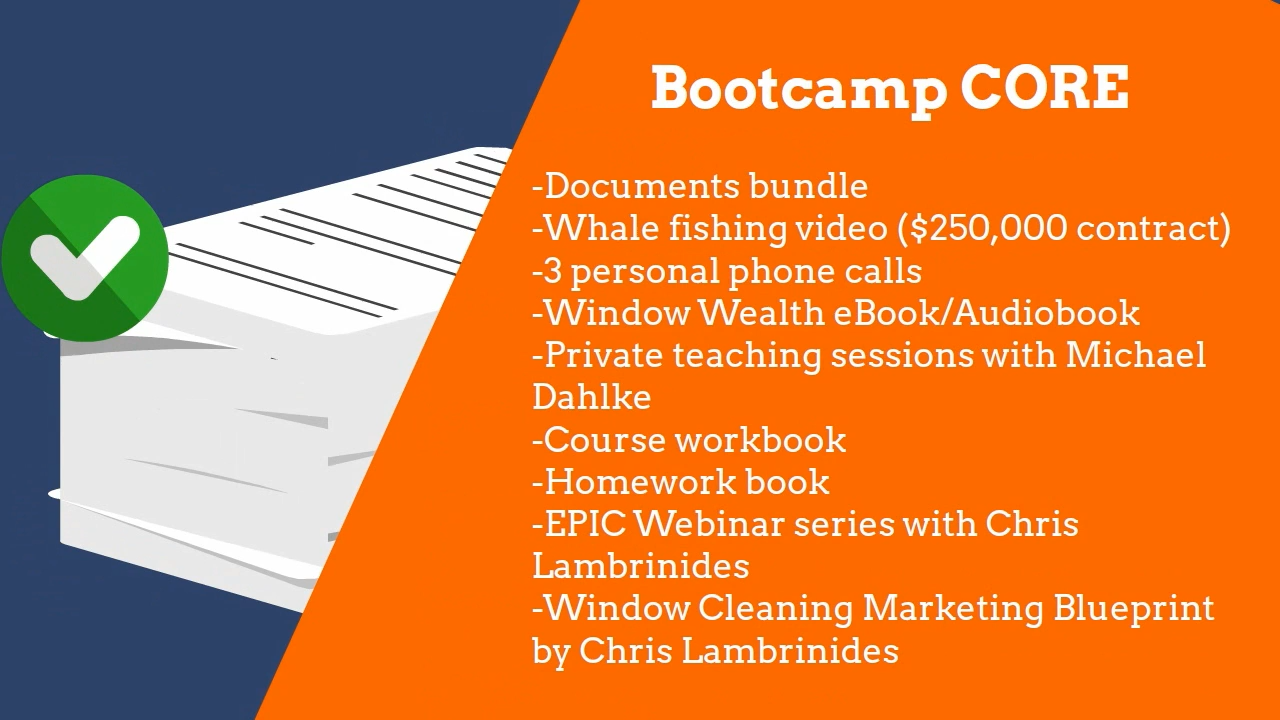 Bootcamp CORE
-Documents bundle
-Whale fishing video ($250,000 contract)
-3 personal phone calls
-Window Wealth eBook/Audiobook
-Private teaching sessions with Michael
Dahlke
-Course workbook
-Homework book
-EPIC Webinar series with Chris
Lambrinides
-Window Cleaning Marketing Blueprint
by Chris Lambrinides